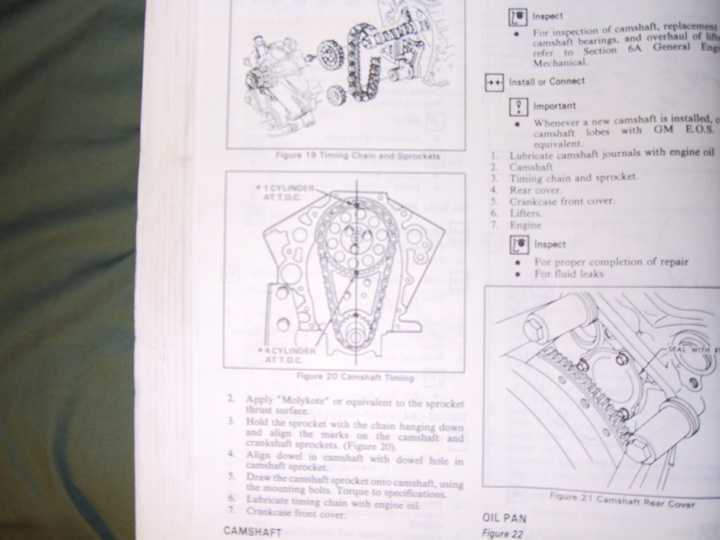 Figure 19 Timing Chain and Sprockets
# 1 CYLINDER
AT T.D.C.
# 4 CYLINDER
AT T.D.C.
Figure 20 Camshaft Timing
2. Apply "Molykote" or equivalent to the sprocket
thrust surface.
3. Hold the sprocket with the chain hanging down
and align the marks on the camshaft and
crankshaft sprockets. (Figure 20).
4. Align dowel in camshaft with dowel hole in
camshaft sprocket.
5. Draw the camshaft sprocket onto camshaft, using
the mounting bolts. Torque to specifications.
6. Lubricate timing chain with engine oil.
7. Crankcase front cover.
CAMSHAFT
Inspect
• For inspection of camshaft, replacement
camshaft bearings, and overhaul of
refer to Section 6A General
Mechanical.
Install or Connect
Important
• Whenever a new camshaft is installed,
camshaft lobes with GM E.O.S.
equivalent.
1. Lubricate camshaft journals with engine oil
2. Camshaft
3. Timing chain and sprocket.
4. Rear cover.
5. Crankcase front cover.
6. Lifters.
7. Engine
Inspect
• For proper completion of repair
• For fluid leaks
SEAL WITH
Figure 21 Camshaft Rear Cover
OIL PAN
Figure 22